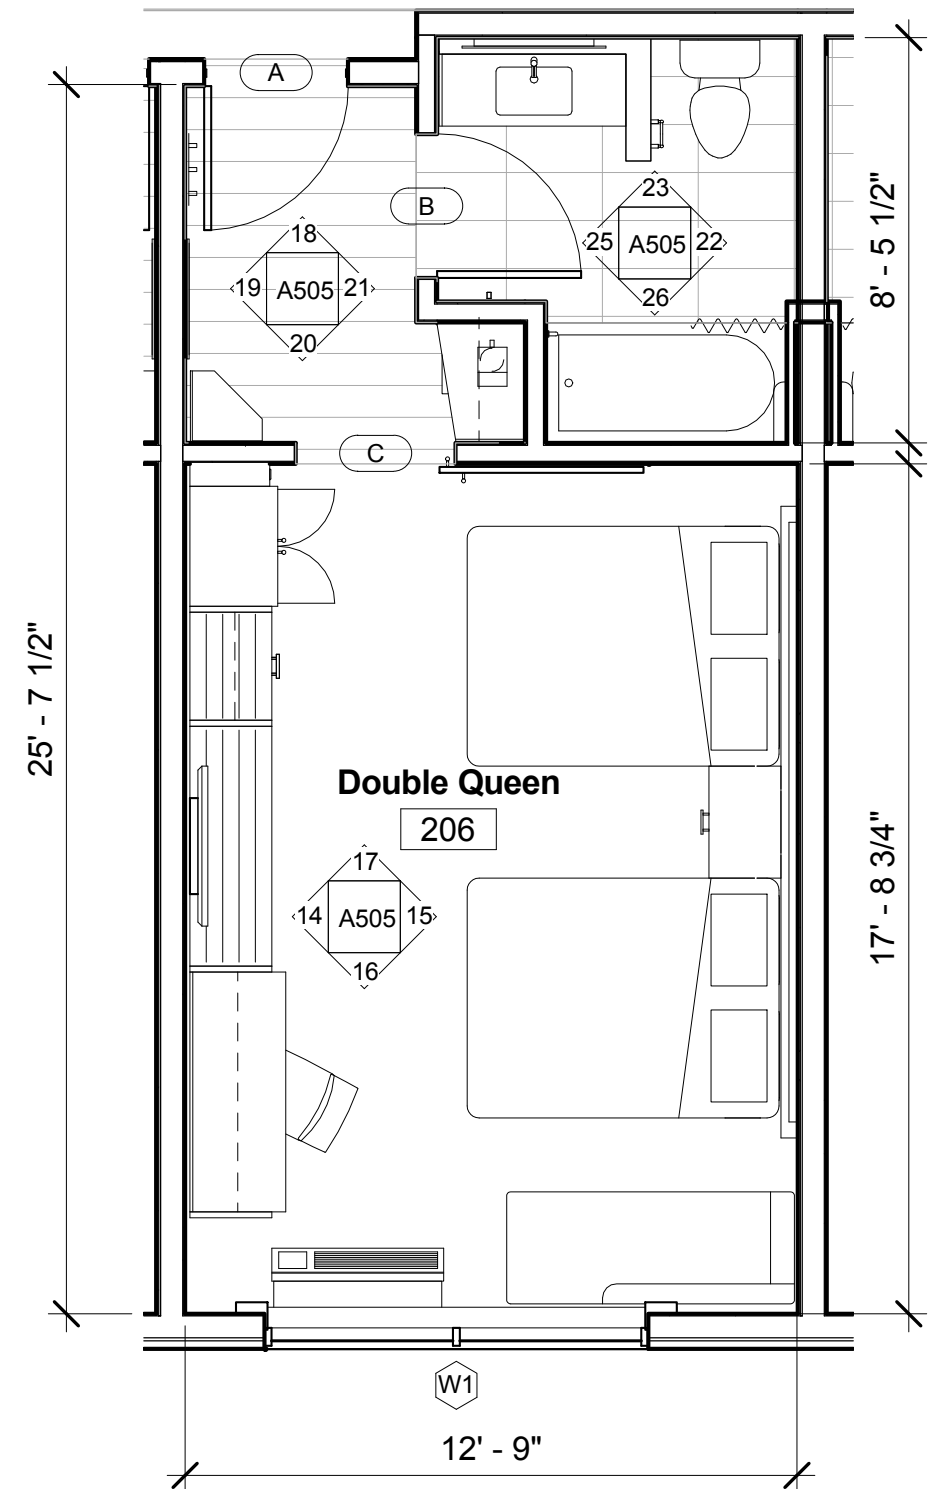 A
B
23
25 A505 22
26
18
19 A505 21
20
8' - 5 1/2"
C
25' - 7 1/2"
Double Queen
206
17
14 A505 15
16
17' - 8 3/4"
W1
12' - 9"